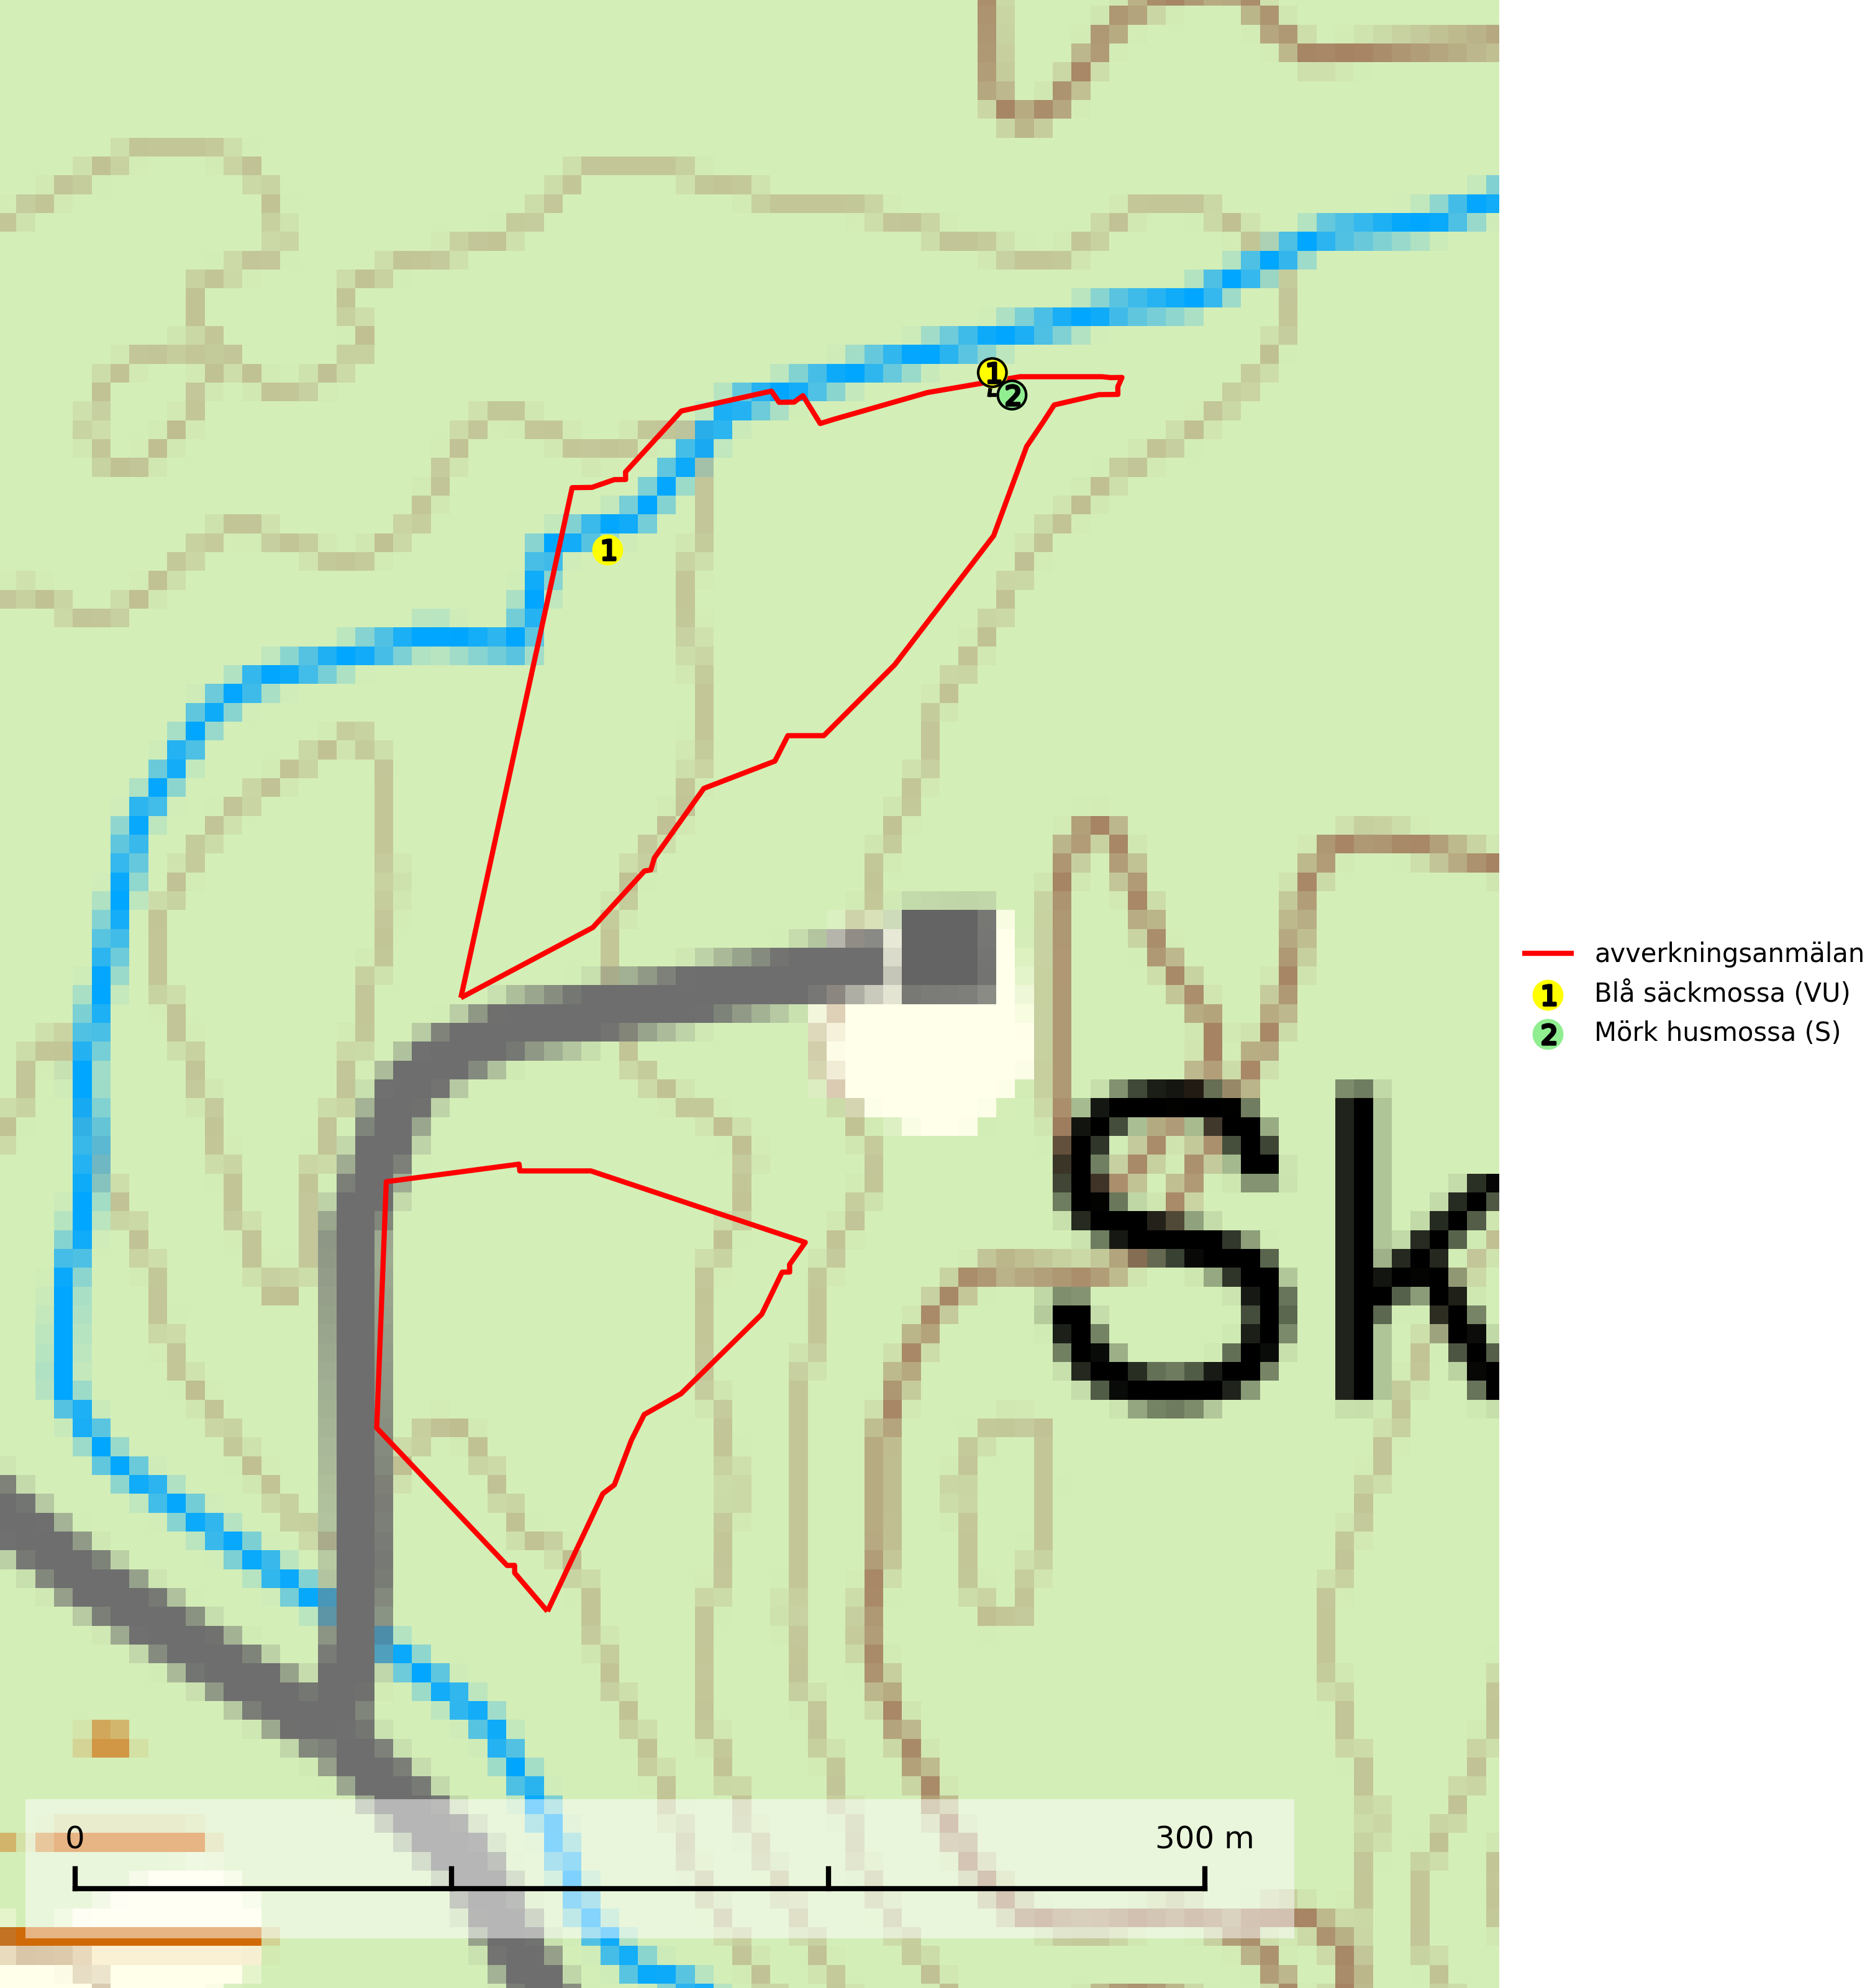 1
2
1
Sk
avverkningsanmälan
1 Blå säckmossa (VU)
2 Mörk husmossa (S)
0 300 m